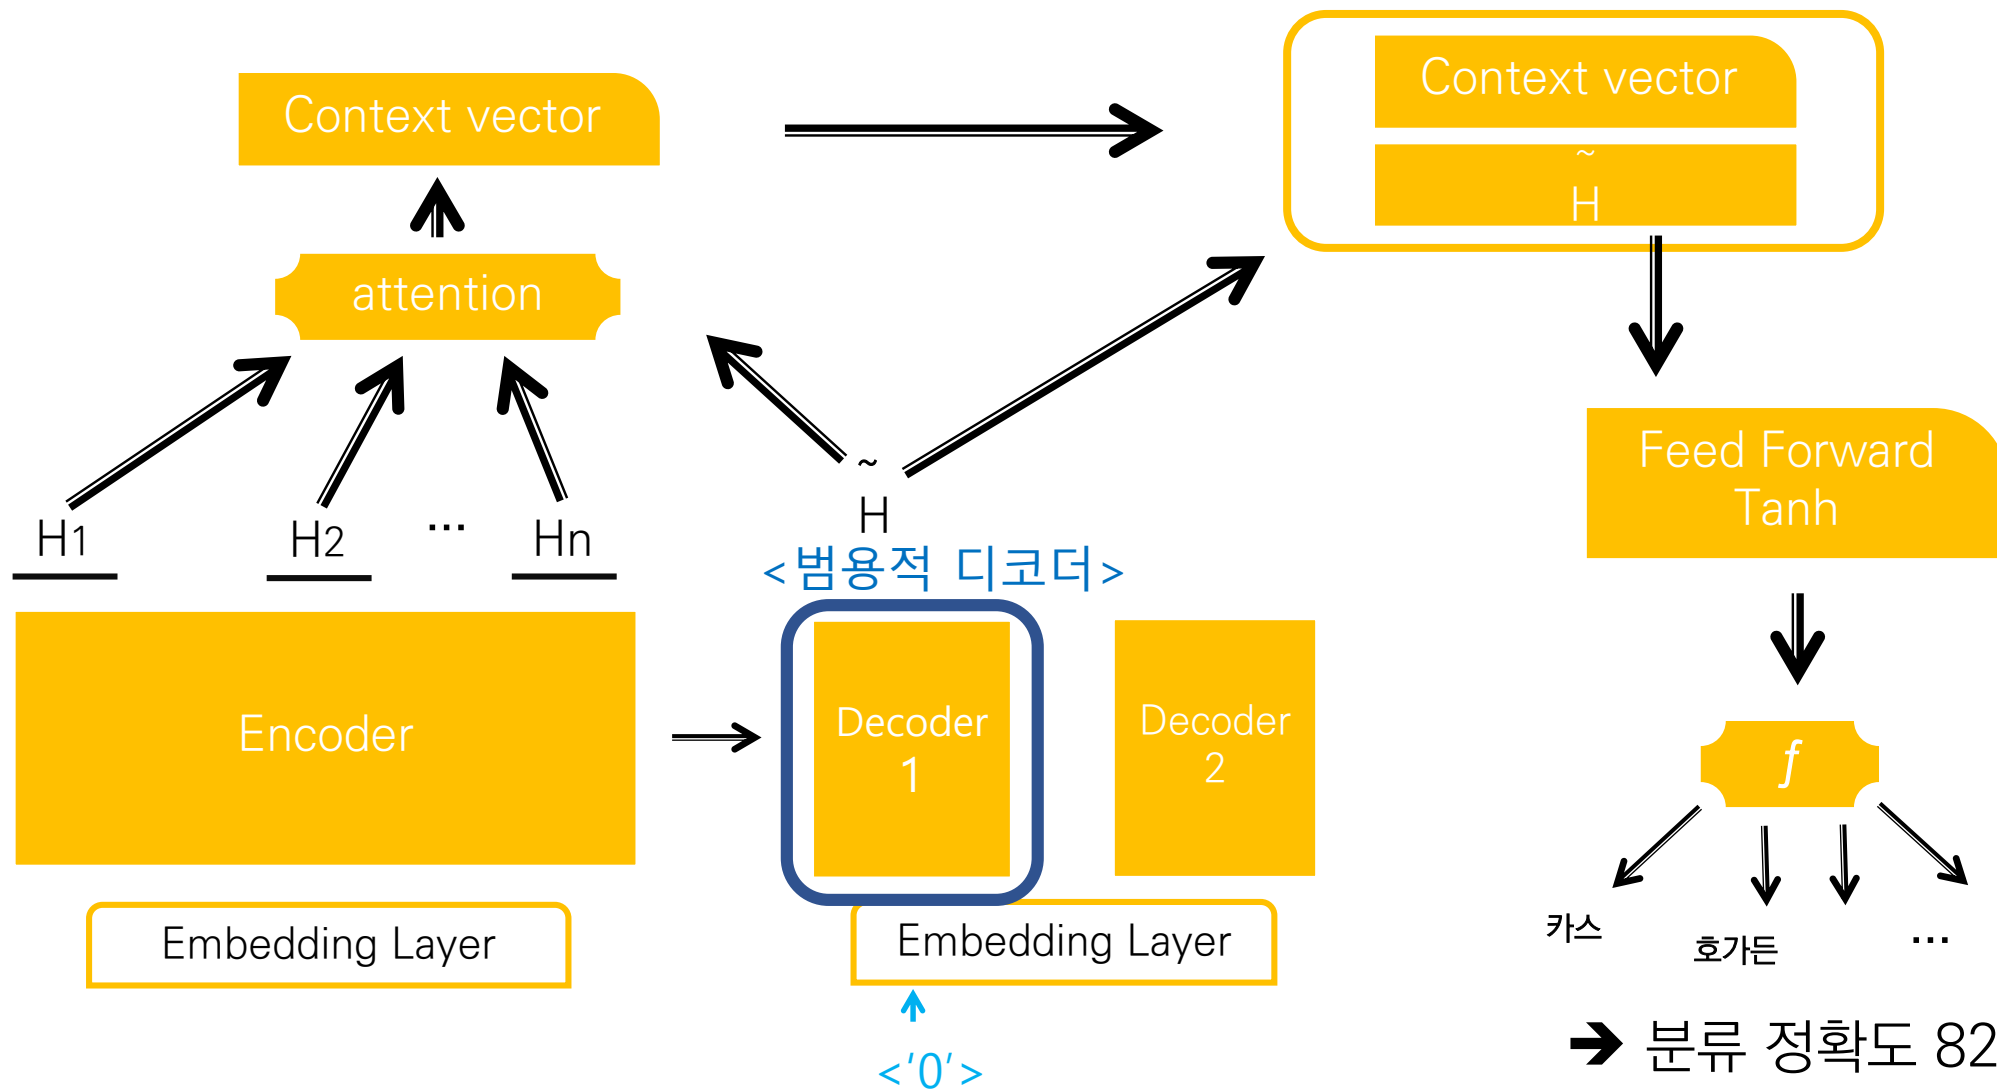 Context vector
attention
H1
H2
...
Hn
Encoder
Embedding Layer
~
H
<범용적 디코더>
Decoder
1
Decoder
2
Embedding Layer
<'0'>
Context vector
~
H
Feed Forward
Tanh
f
카스
호가든
...
➔ 분류 정확도 82